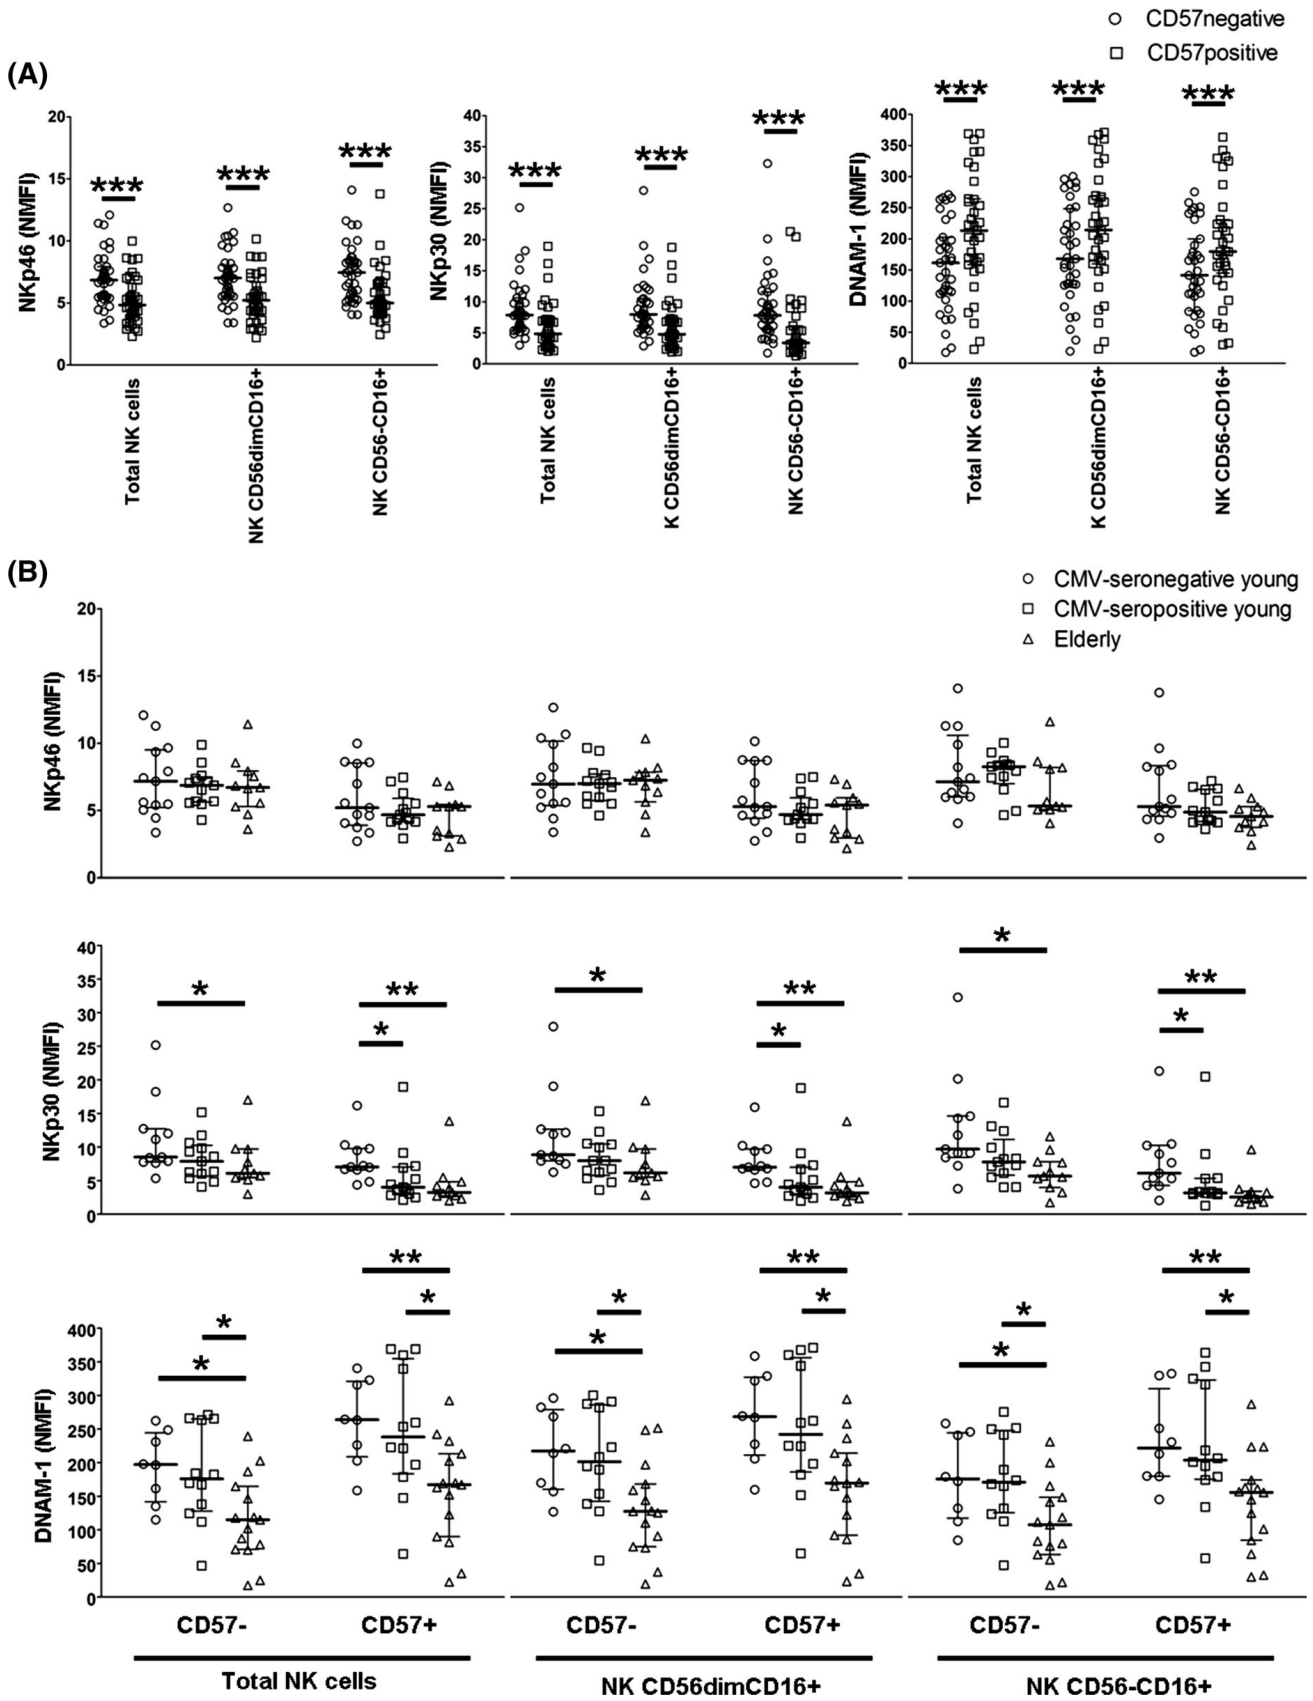 CD57negative
CD57positive
(A)
*** *** ***
*** *** ***
*** *** ***
NKp46 (NMFI)
20
15
10
5
0
Total NK cells
NK CD56dimCD16+
NK CD56-CD16+
NKp30 (NMFI)
40
35
30
25
20
15
10
5
0
Total NK cells
K CD56dimCD16+
NK CD56-CD16+
DNAM-1 (NMFI)
400
350
300
250
200
150
100
50
0
Total NK cells
K CD56dimCD16+
NK CD56-CD16+
(B)
CMV-seronegative young
CMV-seropositive young
Elderly
NKp46 (NMFI)
20
15
10
5
0
NKp30 (NMFI)
40
35
30
25
20
15
10
5
0
* ** * * ** * * ** *
DNAM-1 (NMFI)
400
350
300
250
200
150
100
50
0
* * ** * * * ** * * * ** *
CD57- CD57+ CD57- CD57+ CD57- CD57+
Total NK cells NK CD56dimCD16+ NK CD56-CD16+